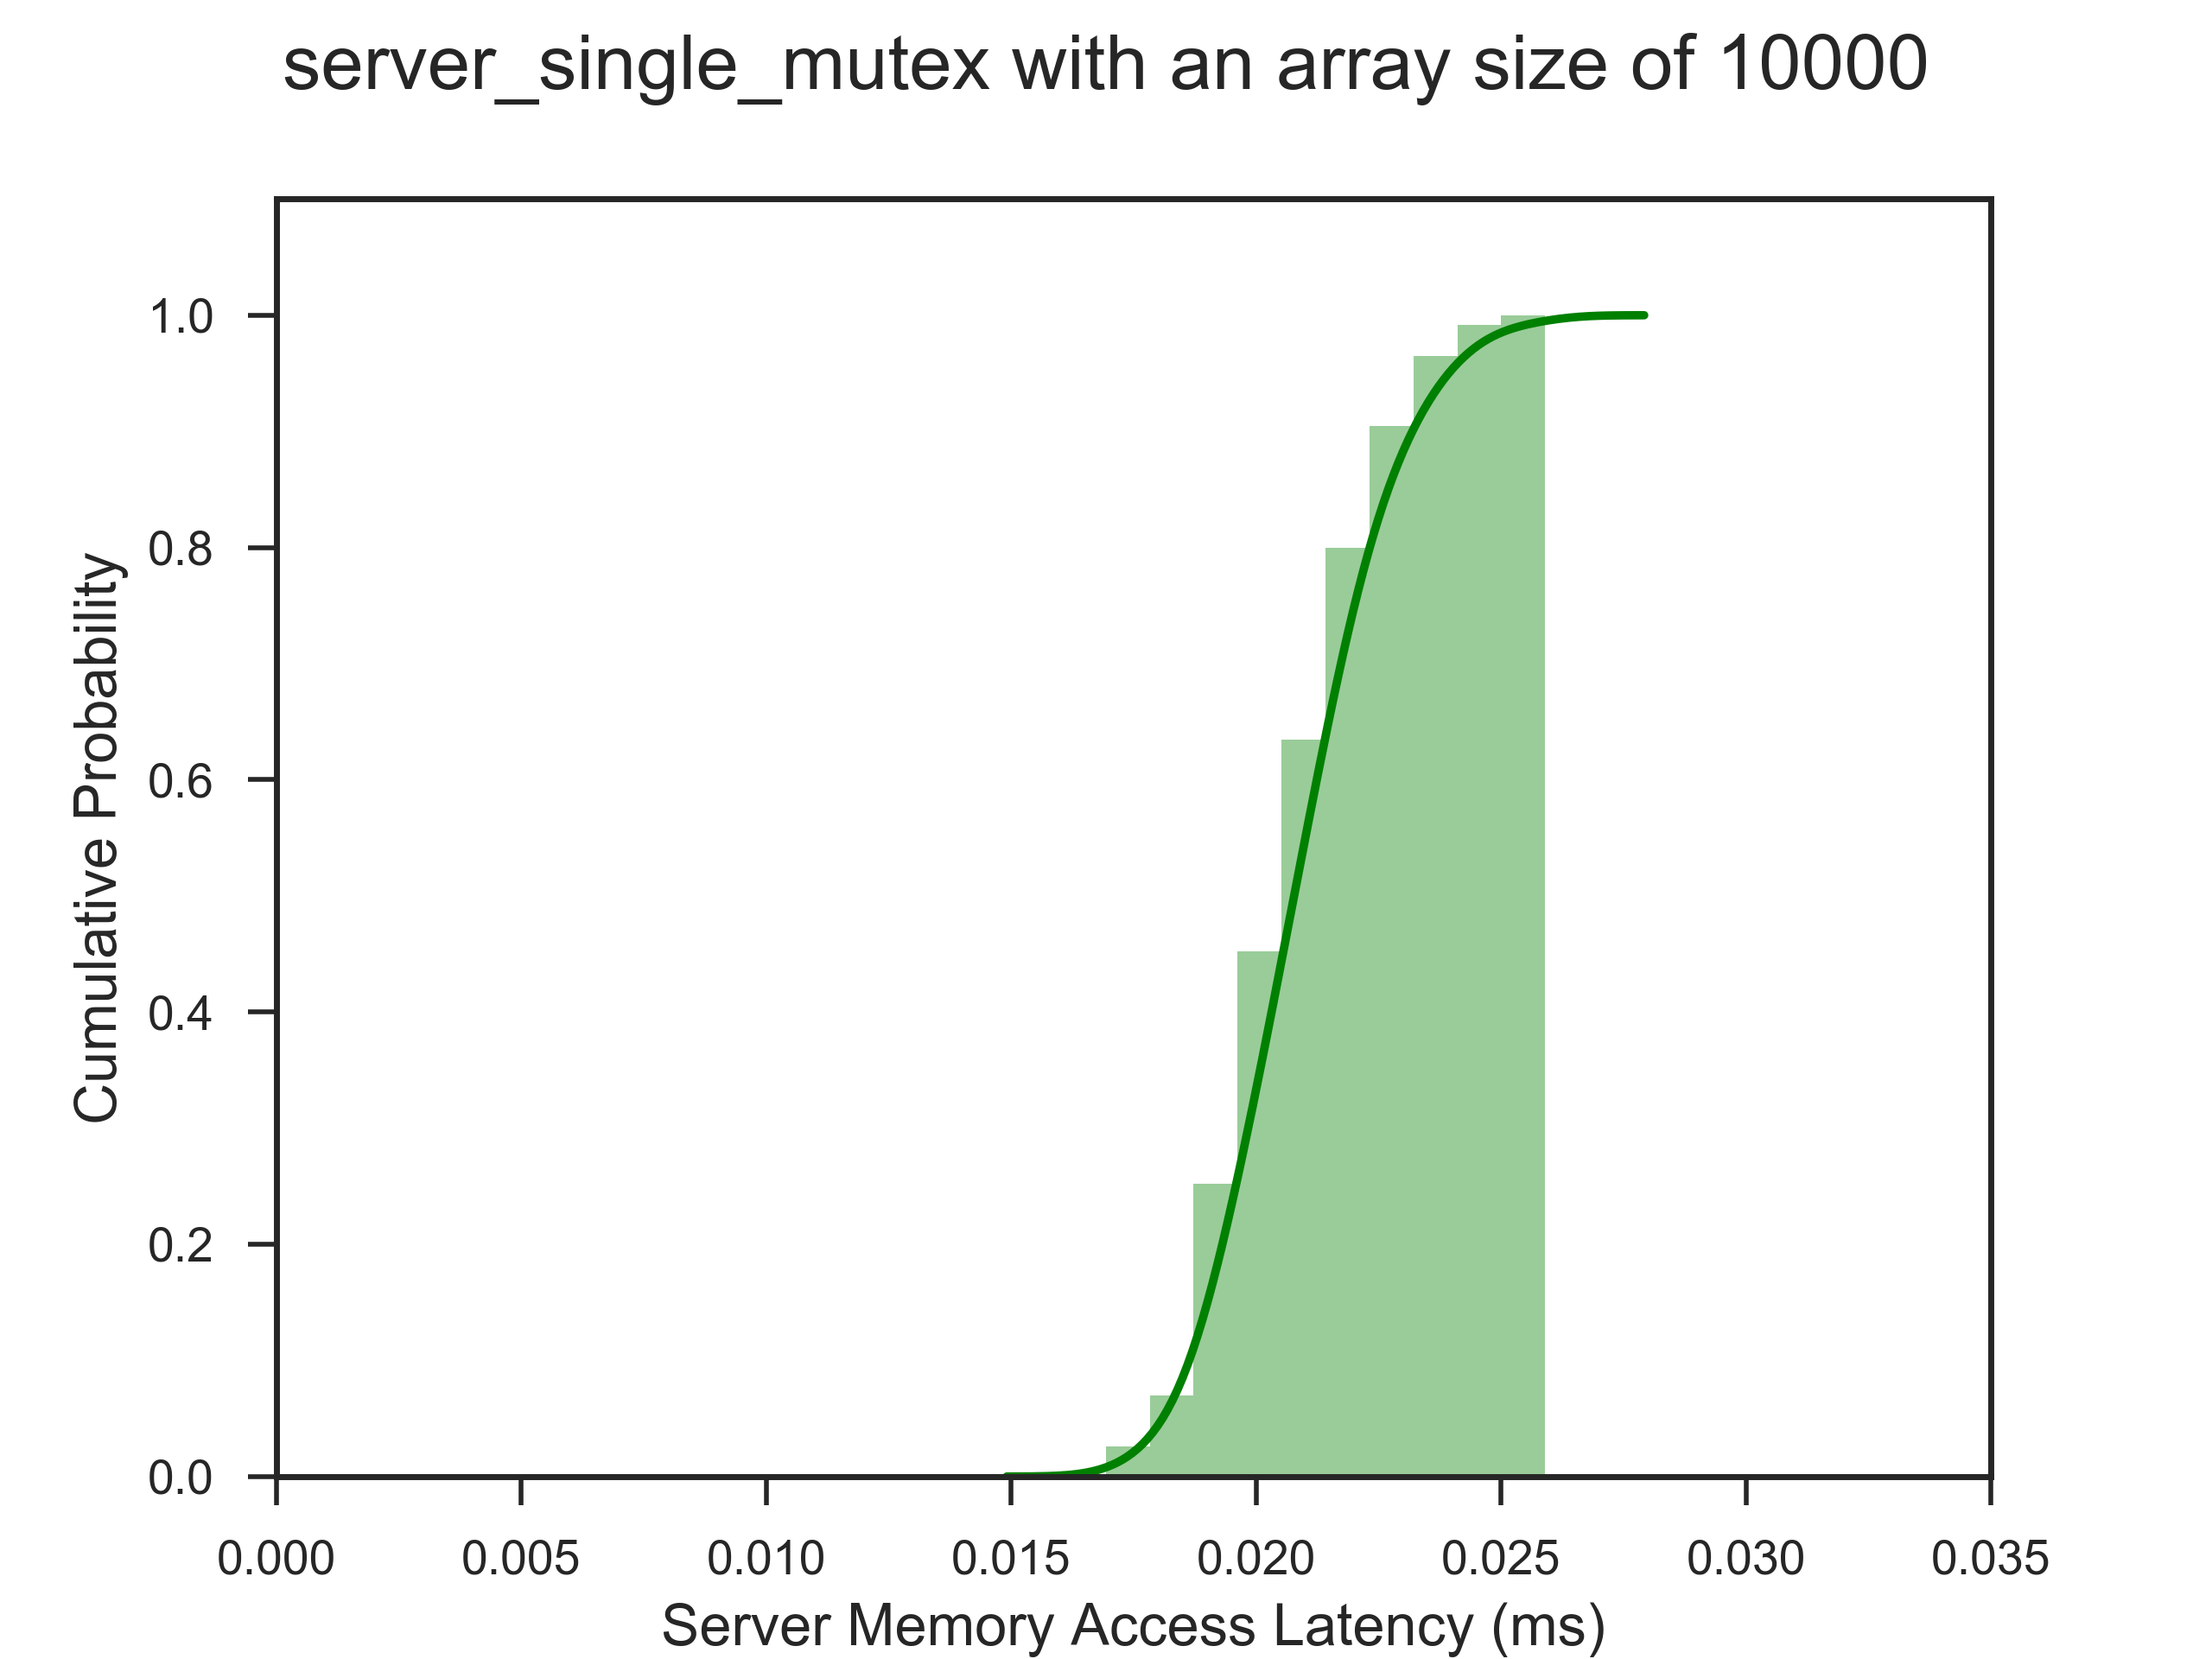 server_single_mutex with an array size of 10000
Cumulative Probability
1.0
0.8
0.6
0.4
0.2
0.0
0.000 0.005 0.010 0.015 0.020 0.025 0.030 0.035
Server Memory Access Latency (ms)